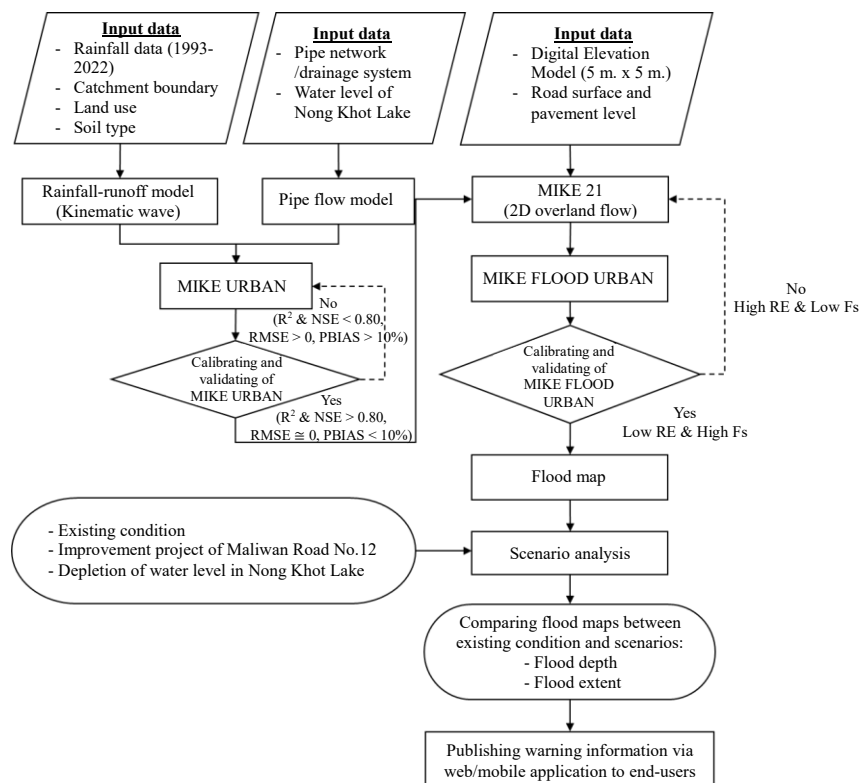 Input data
- Rainfall data (1993-
2022)
- Catchment boundary
- Land use
- Soil type
Input data
- Pipe network
/drainage system
- Water level of
Nong Khot Lake
Input data
- Digital Elevation
Model (5 m. x 5 m.)
- Road surface and
pavement level
Rainfall-runoff model
(Kinematic wave)
Pipe flow model
MIKE 21
(2D overland flow)
MIKE URBAN
MIKE FLOOD URBAN
No
(R² & NSE < 0.80,
RMSE > 0, PBIAS > 10%)
No
High RE & Low Fs
Calibrating and
validating of
MIKE URBAN
Calibrating and
validating of
MIKE FLOOD
URBAN
Yes
(R² & NSE > 0.80,
RMSE ≅ 0, PBIAS < 10%)
Yes
Low RE & High Fs
Flood map
- Existing condition
- Improvement project of Maliwan Road No.12
- Depletion of water level in Nong Khot Lake
Scenario analysis
Comparing flood maps between
existing condition and scenarios:
- Flood depth
- Flood extent
Publishing warning information via
web/mobile application to end-users